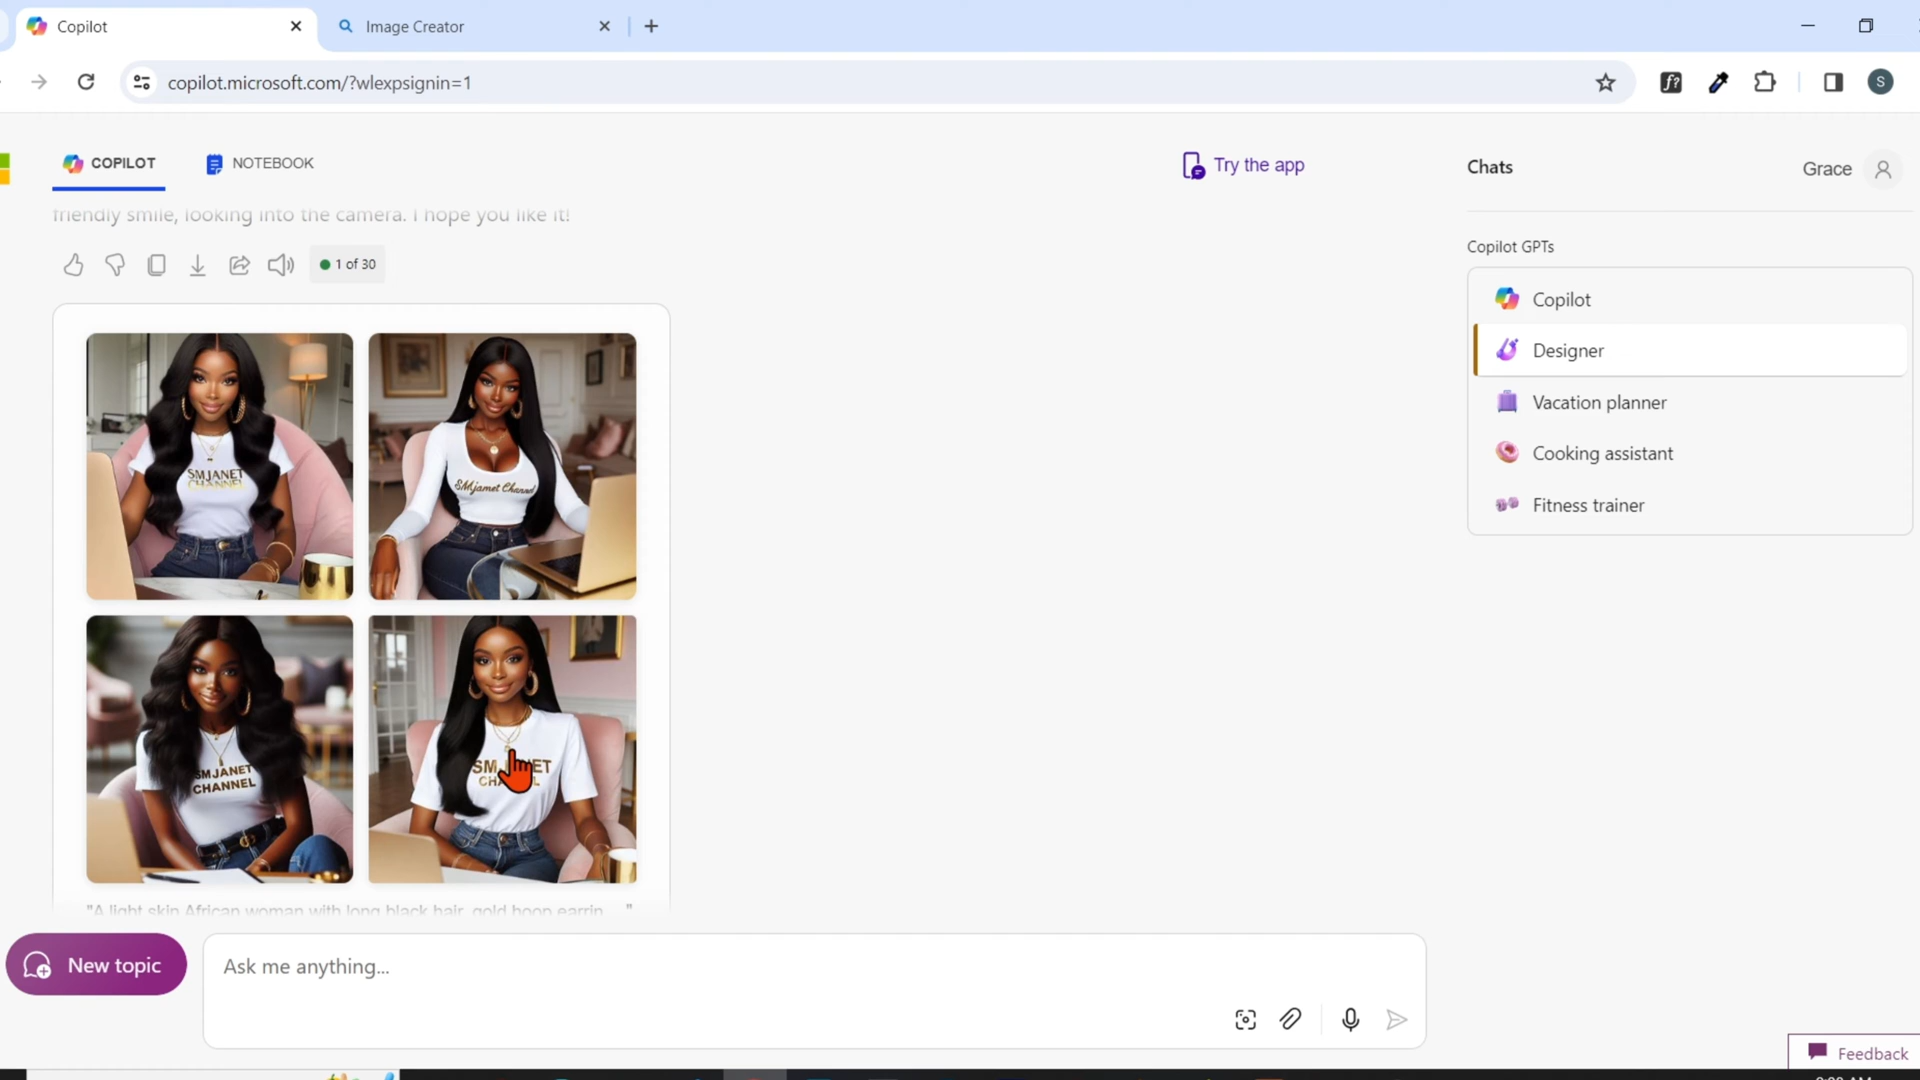 Copilot
Image Creator
copilot.microsoft.com/?wlexpsignin=1
S
COPILOT
NOTEBOOK
Try the app
Chats
Grace
friendly smile, looking into the camera. I hope you like it!
1 of 30
Copilot GPTs
Copilot
Designer
Vacation planner
Cooking assistant
Fitness trainer
SMJANET
CHANNEL
SMjamet Channel
SMJANET
CHANNEL
"A light skin African woman with long black hair, gold hoop earrin..."
New topic
Ask me anything...
Feedback